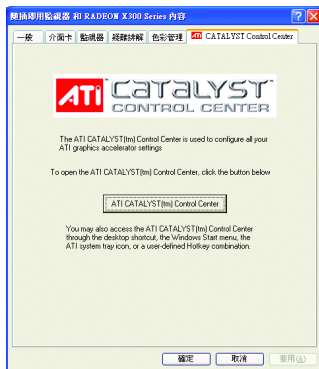 隨插即用監視器 和 RADEON X300 Series 內容
一般 介面卡 監視器 疑難排解 色彩管理 ATI CATALYST Control Center
ATI CATALYST™
CONTROL CENTER
The ATI CATALYST(tm) Control Center is used to configure all your
ATI graphics accelerator settings
To open the ATI CATALYST(tm) Control Center, click the button below
ATI CATALYST(tm) Control Center
You may also access the ATI CATALYST(tm) Control Center
through the desktop shortcut, the Windows Start menu, the
ATI system tray icon, or a user-defined Hotkey combination.
確定 取消 套用(A)